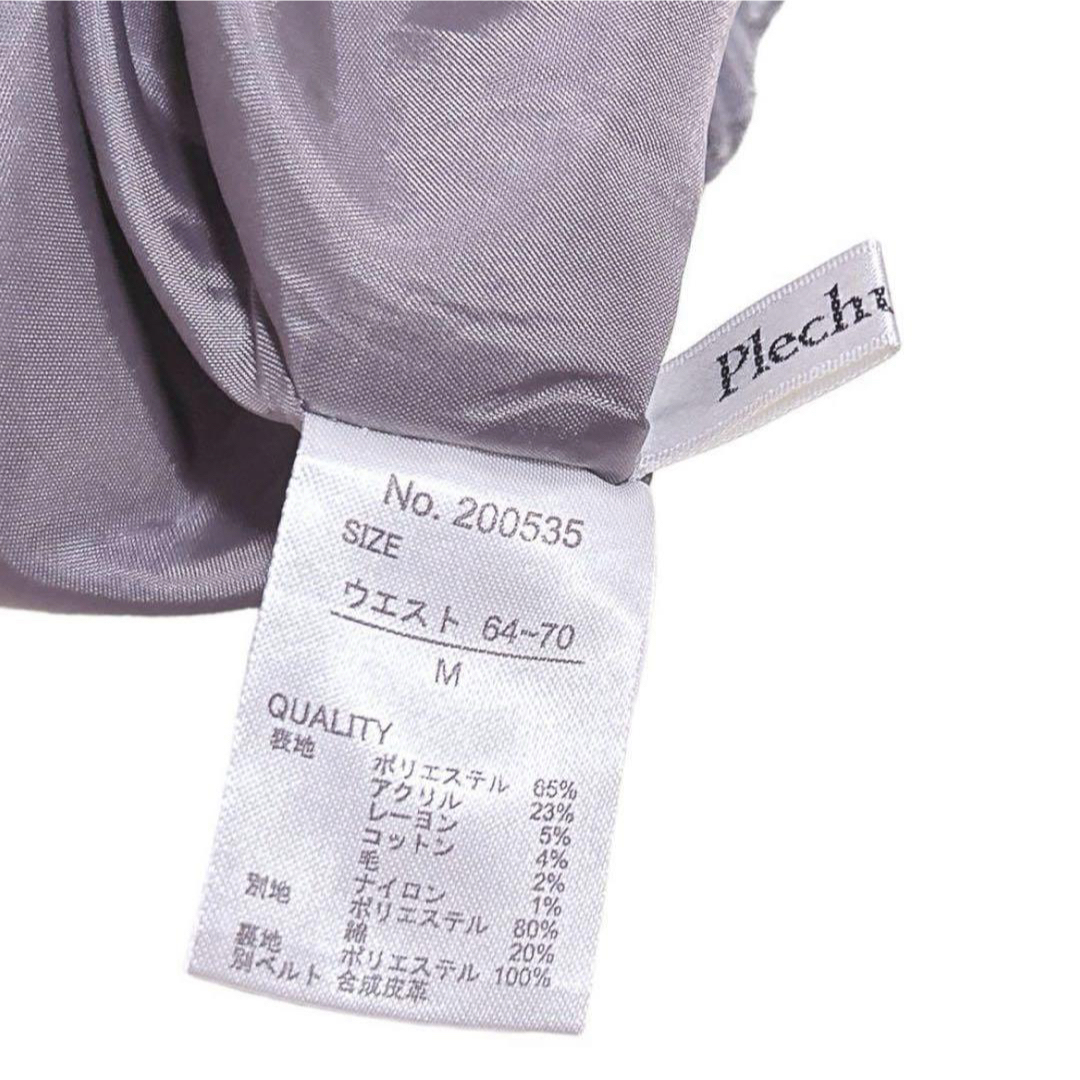 Plechu
No. 200535
SIZE
ウエスト 64~70
M
QUALITY
表地 ポリエステル 65%
アクリル 23%
レーヨン 5%
コットン 4%
毛 2%
ナイロン 1%
別地 ポリエステル 80%
綿 20%
裏地 ポリエステル 100%
別ベルト 合成皮革